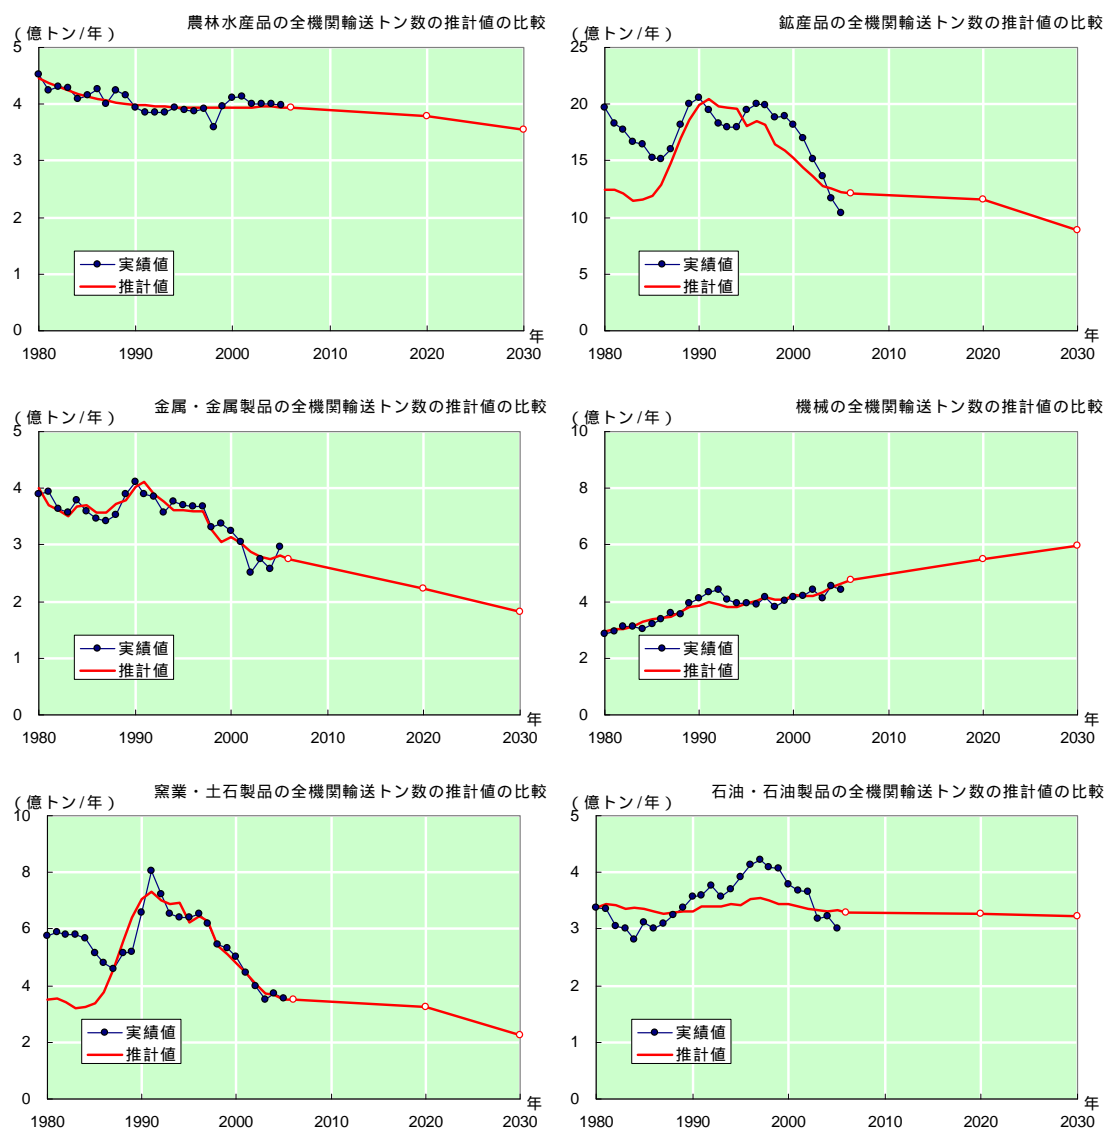 農林水産品の全機関輸送トン数の推計値の比較
(億トン/年)
5
4
3
2
1
0
実績値
推計値
1980 1990 2000 2010 2020 2030
年
鉱産品の全機関輸送トン数の推計値の比較
(億トン/年)
25
20
15
10
5
0
実績値
推計値
1980 1990 2000 2010 2020 2030
年
金属・金属製品の全機関輸送トン数の推計値の比較
(億トン/年)
5
4
3
2
1
0
実績値
推計値
1980 1990 2000 2010 2020 2030
年
機械の全機関輸送トン数の推計値の比較
(億トン/年)
10
8
6
4
2
0
実績値
推計値
1980 1990 2000 2010 2020 2030
年
窯業・土石製品の全機関輸送トン数の推計値の比較
(億トン/年)
10
8
6
4
2
0
実績値
推計値
1980 1990 2000 2010 2020 2030
年
石油・石油製品の全機関輸送トン数の推計値の比較
(億トン/年)
5
4
3
2
1
0
実績値
推計値
1980 1990 2000 2010 2020 2030
年